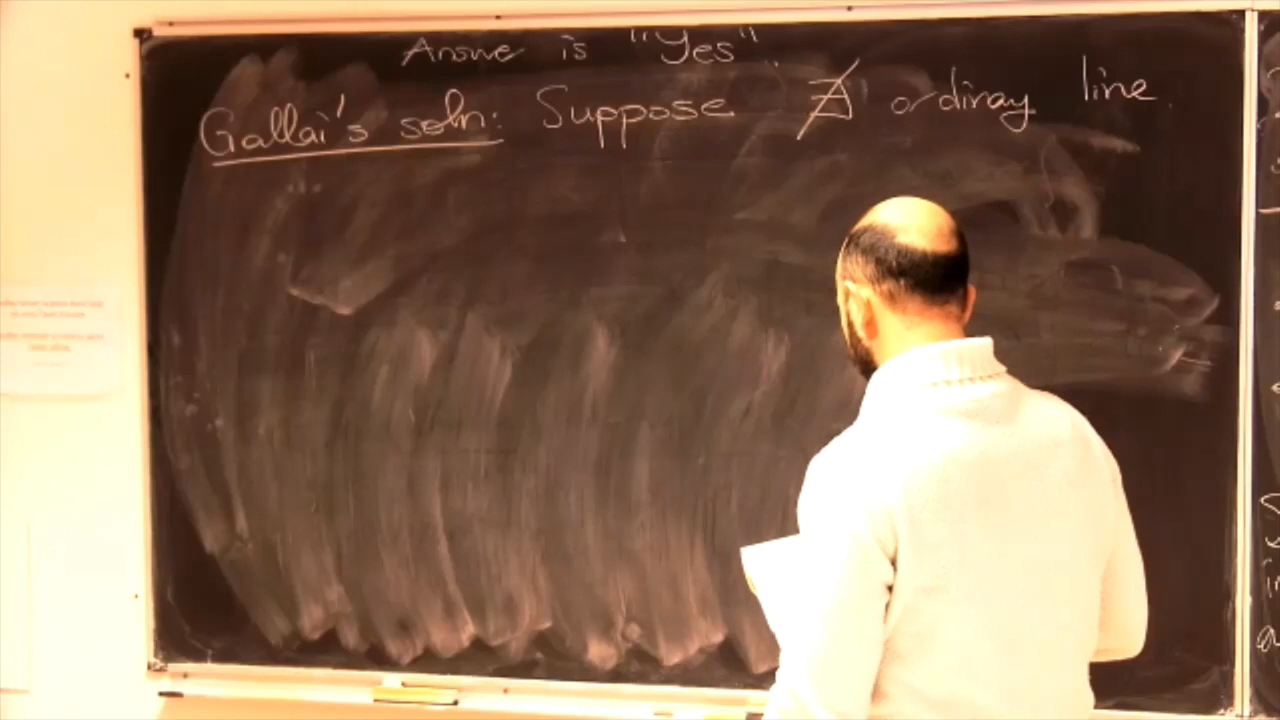 Answe is "Yes".
Gallai's soln: Suppose ∄ ordinay line.